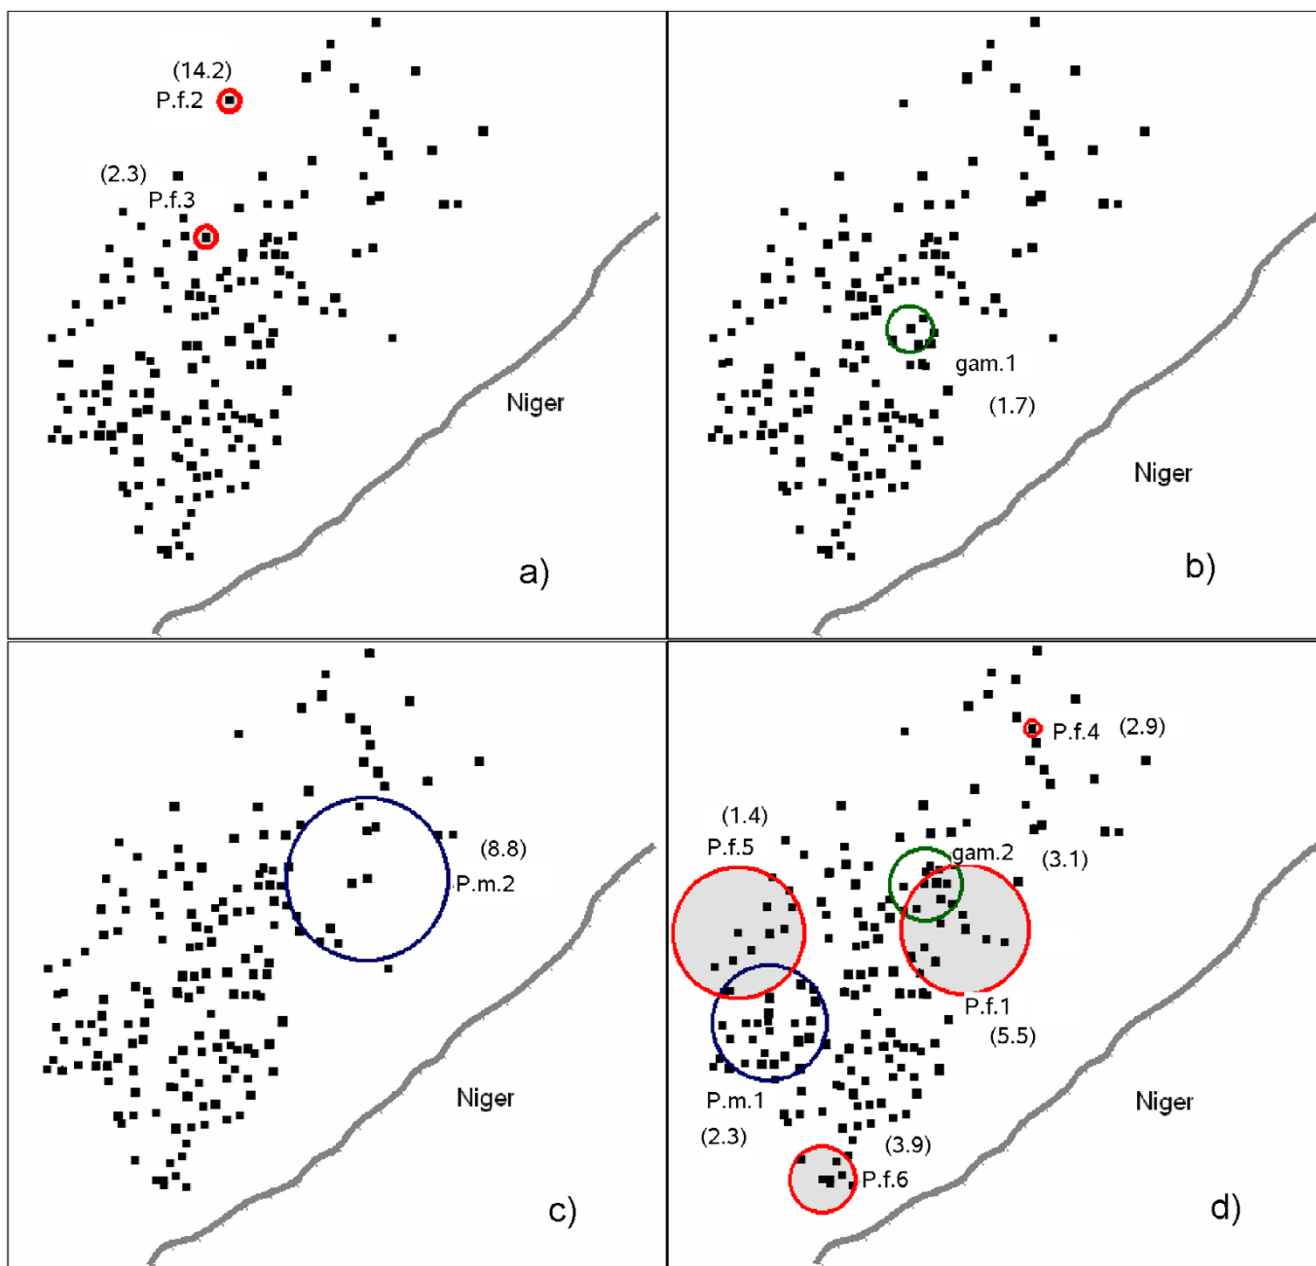 (14.2)
P.f.2
(2.3)
P.f.3
Niger
a)
gam.1
(1.7)
Niger
b)
(8.8)
P.m.2
Niger
c)
P.f.4 (2.9)
(1.4)
P.f.5
gam.2
(3.1)
P.f.1
(5.5)
P.m.1
(2.3)
Niger
(3.9)
P.f.6
d)